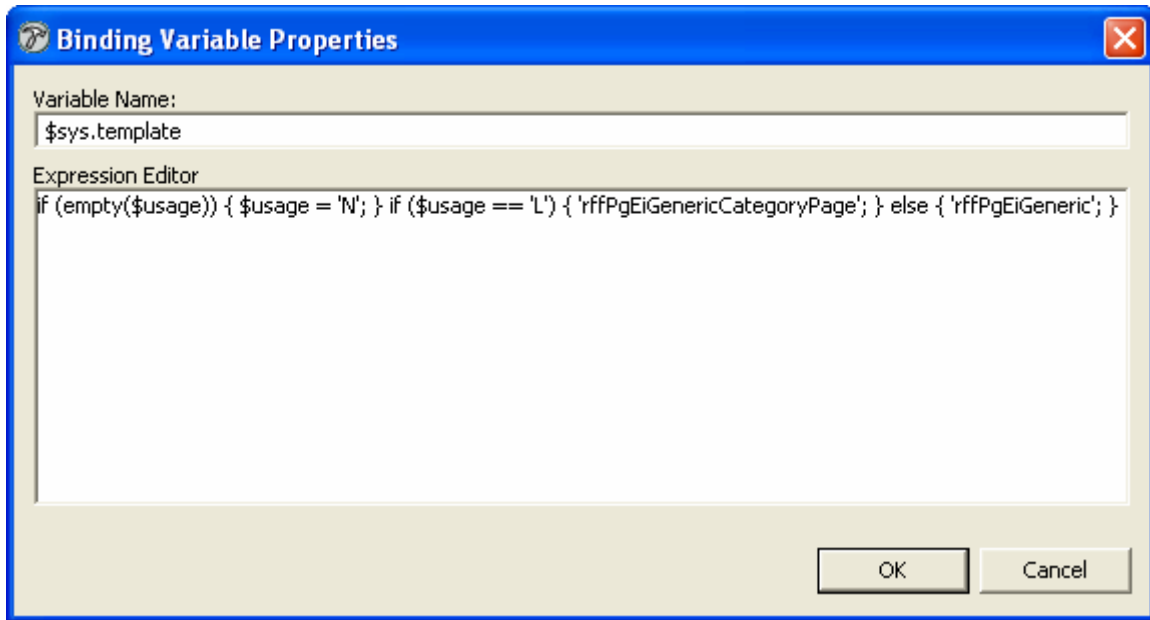 Binding Variable Properties
Variable Name:
$sys.template
Expression Editor
if (empty($usage)) { $usage = 'N'; } if ($usage == 'L') { 'rffPgEiGenericCategoryPage'; } else { 'rffPgEiGeneric'; }
OK Cancel